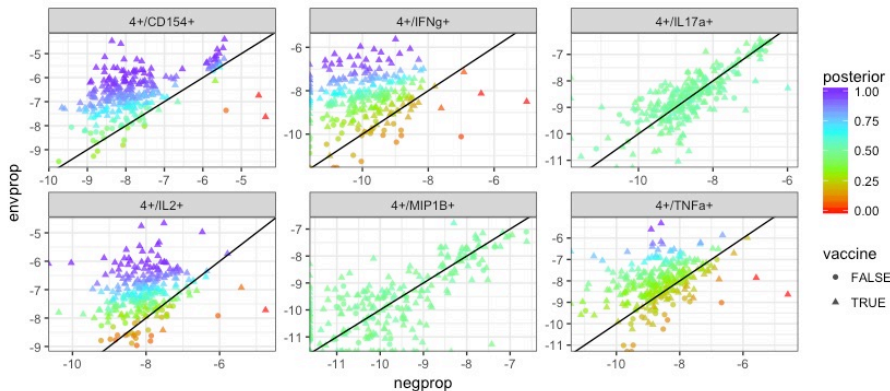 4+/CD154+ 4+/IFNg+ 4+/IL17a+
-5 -6 -7 -8 -9
-10 -9 -8 -7 -6 -5
-6 -8 -10
-10 -8 -6
-7 -8 -9 -10 -11
-10 -8 -6
4+/IL2+ 4+/MIP1B+ 4+/TNFa+
-5 -6 -7 -8 -9
-10 -8 -6
-7 -8 -9 -10 -11
-11 -10 -9 -8 -7 -6
-6 -7 -8 -9 -10 -11
-10 -8 -6
envprop
negprop
posterior
1.00
0.75
0.50
0.25
0.00
vaccine
FALSE
TRUE